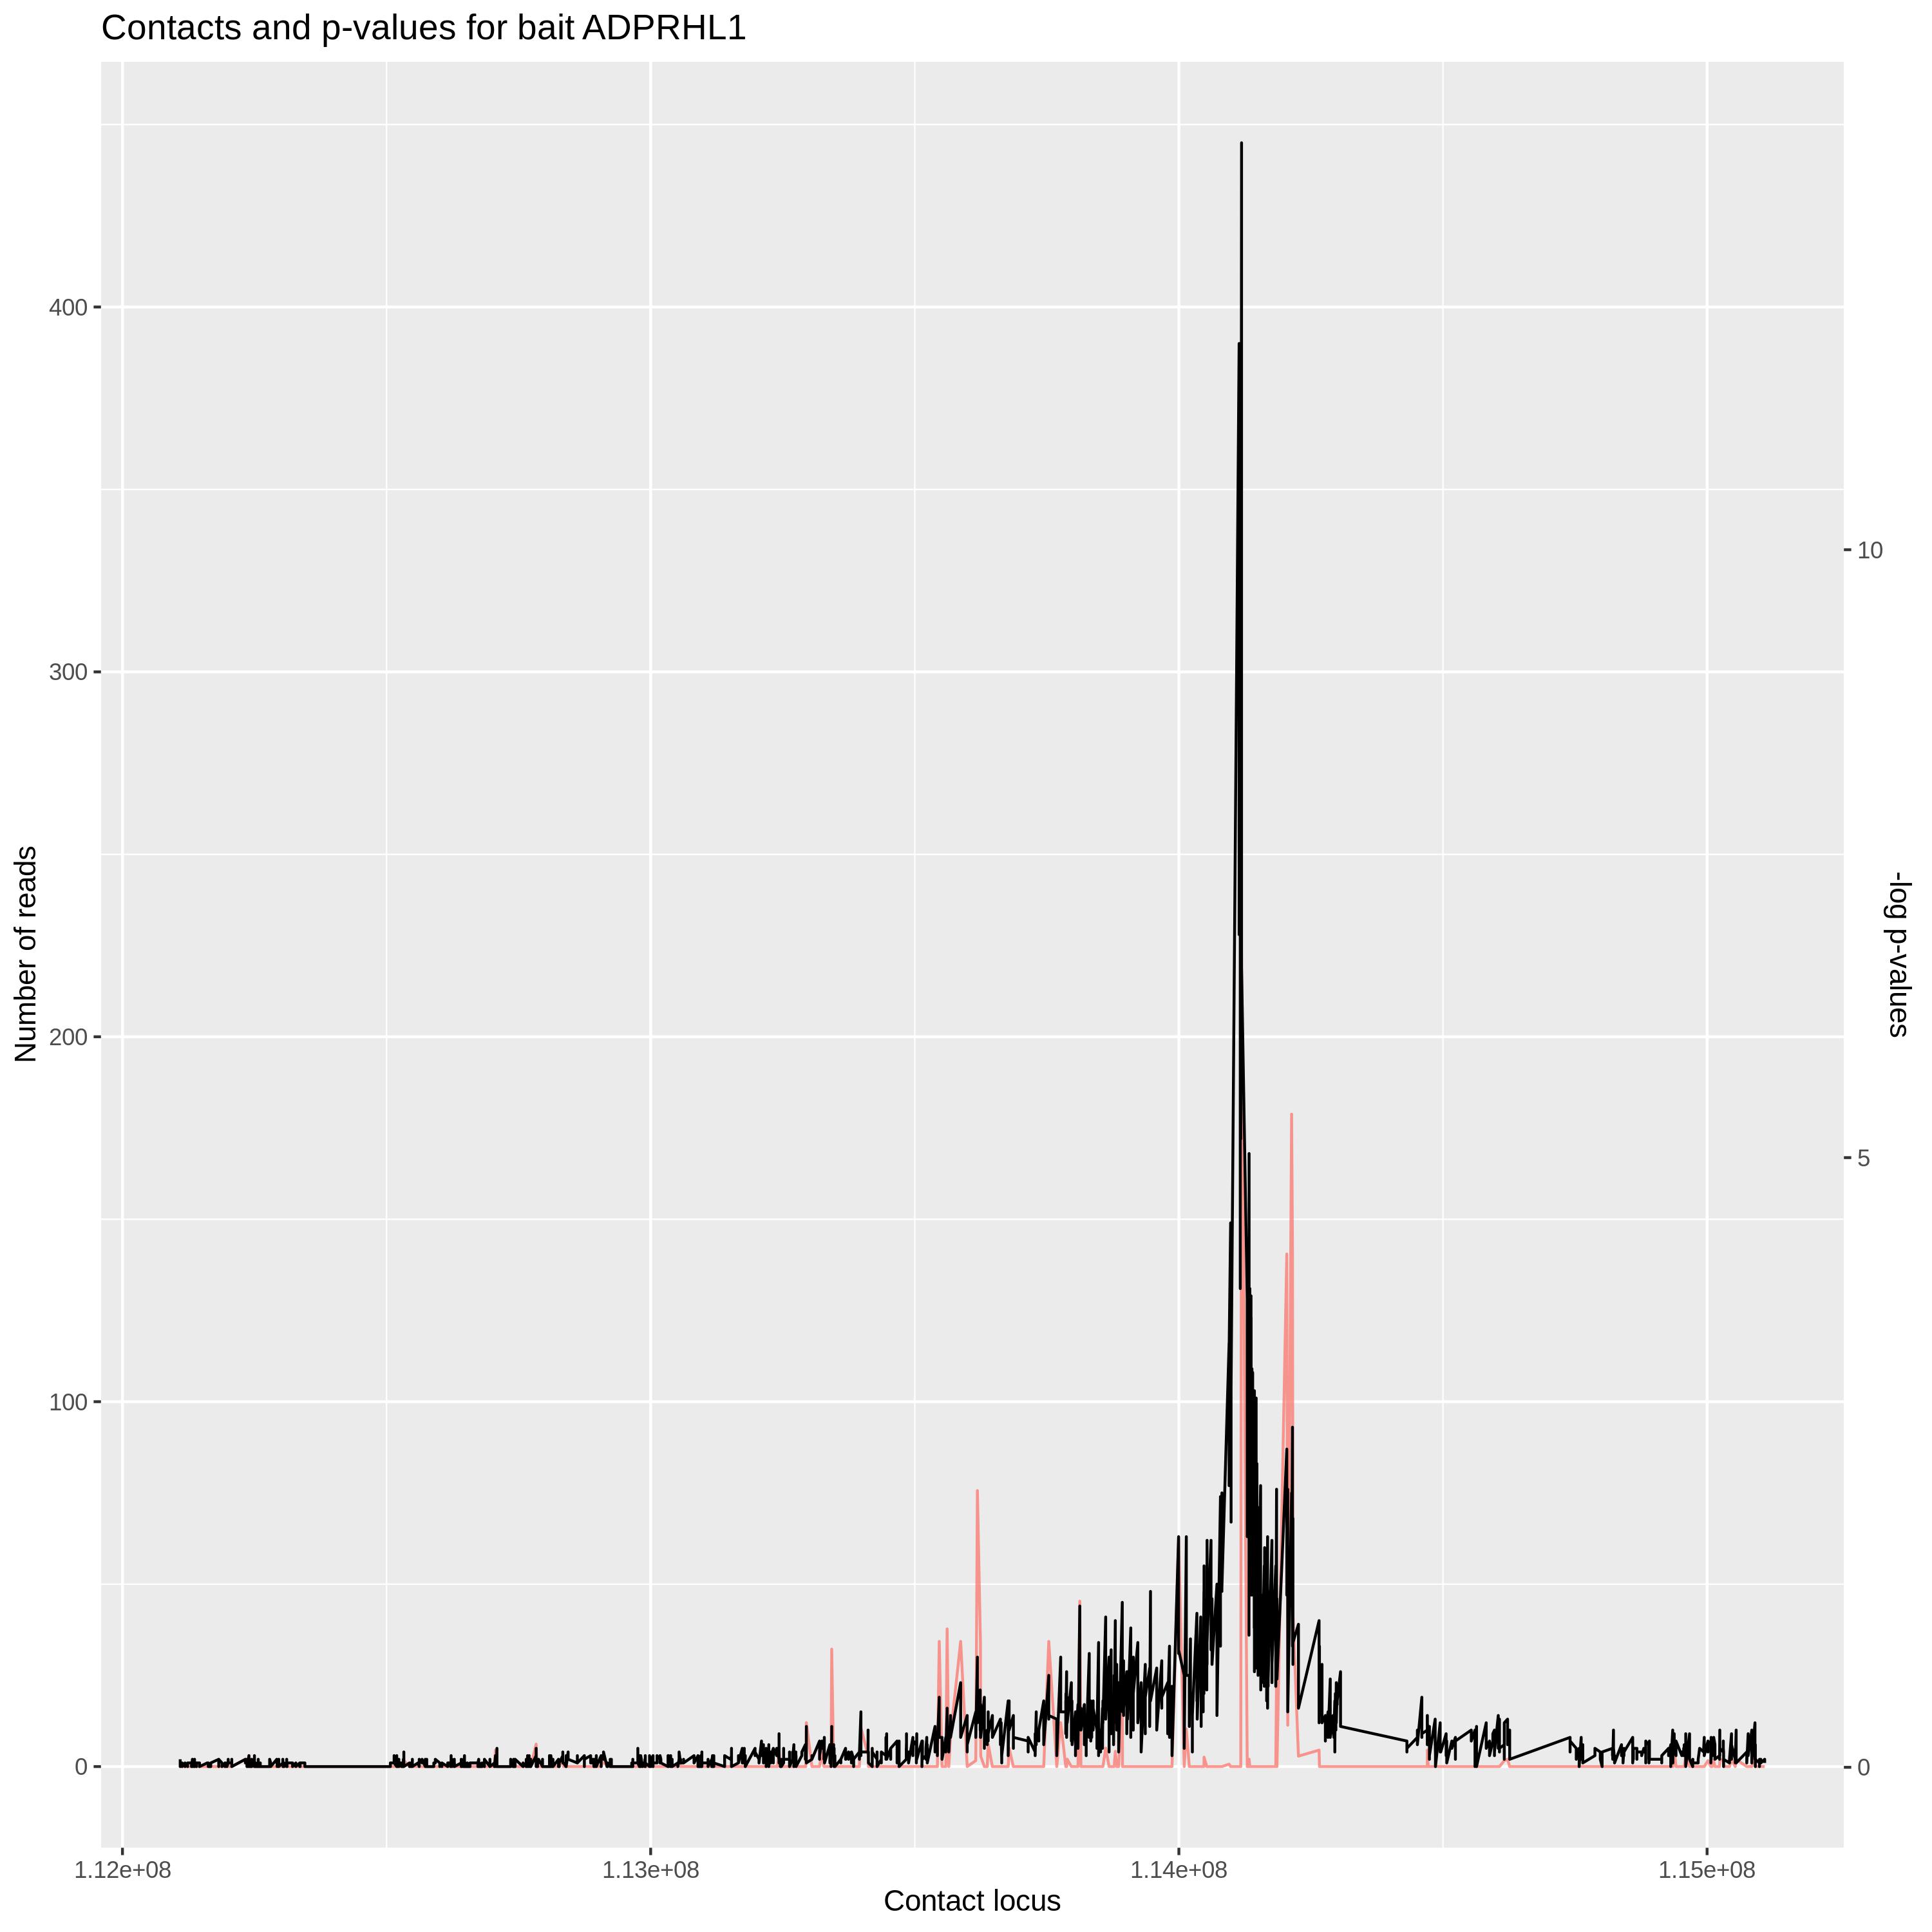 Contacts and p-values for bait ADPRHL1
400
300
200
100
0
Number of reads
10
5
0
-log p-values
1.12e+08
1.13e+08
1.14e+08
1.15e+08
Contact locus